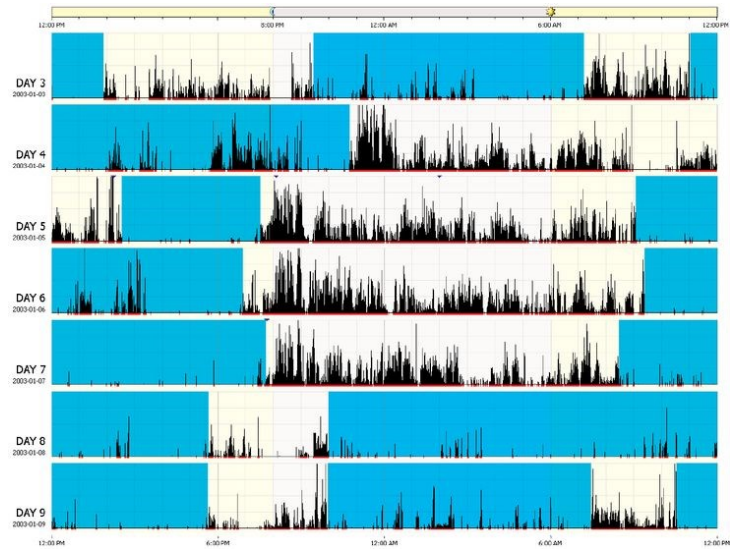 12:00 PM 8:00 PM 12:00 AM 6:00 AM 12:00 PM
DAY 3
2003-01-03
DAY 4
2003-01-04
DAY 5
2003-01-05
DAY 6
2003-01-06
DAY 7
2003-01-07
DAY 8
2003-01-08
DAY 9
2003-01-09
12:00 PM 6:00 PM 12:00 AM 6:00 AM 12:00 PM